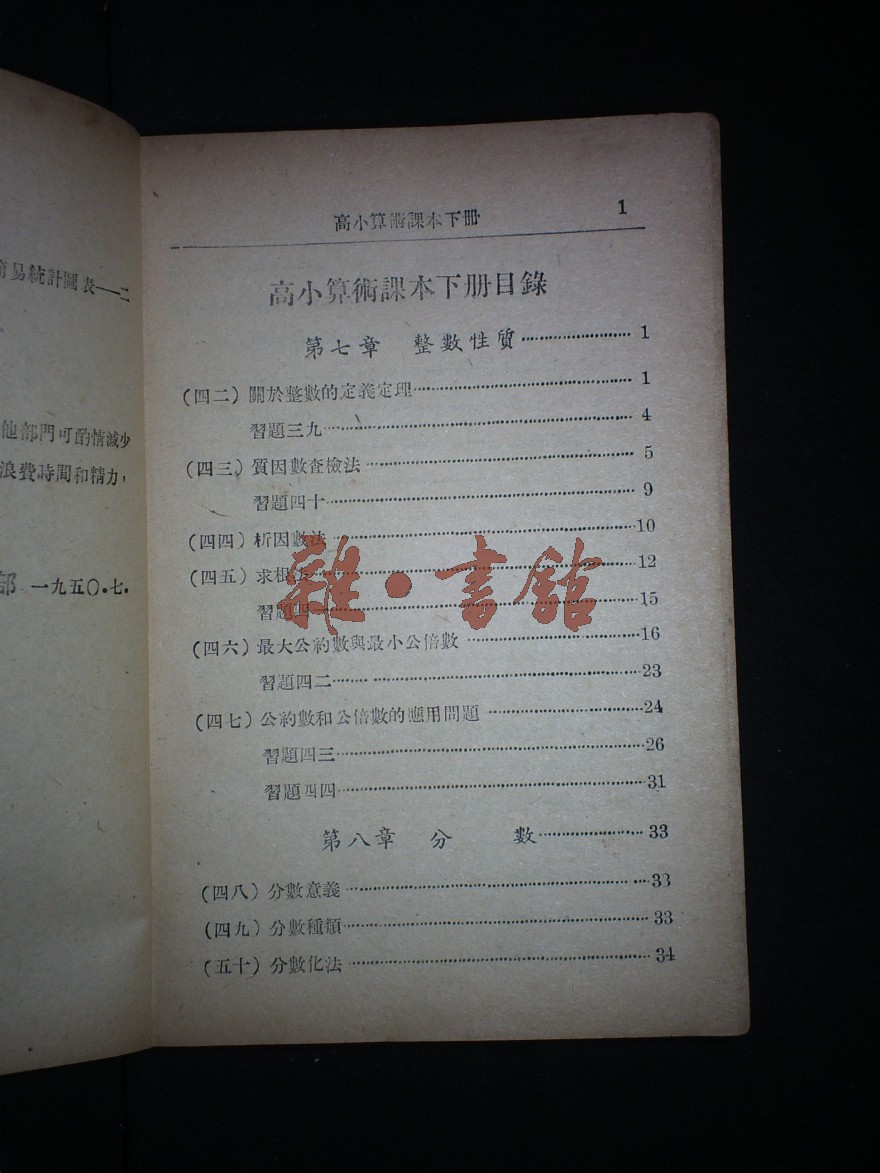 易統計圖表——二
他部門可酌情減少
浪費時間和精力，
部 一九五〇·七·
高小算術課本下册 1
高小算術課本下册目錄
第七章 整數性質 1
（四二）關於整數的定義定理 1
習題三九 4
（四三）質因數查檢法 5
習題四十 9
（四四）析因數法 10
（四五）求根法 12
習題四一 15
（四六）最大公約數與最小公倍數 16
習題四二 23
（四七）公約數和公倍數的應用問題 24
習題四三 26
習題四四 31
第八章 分數 33
（四八）分數意義 33
（四九）分數種類 33
（五十）分數化法 34
雜·書館